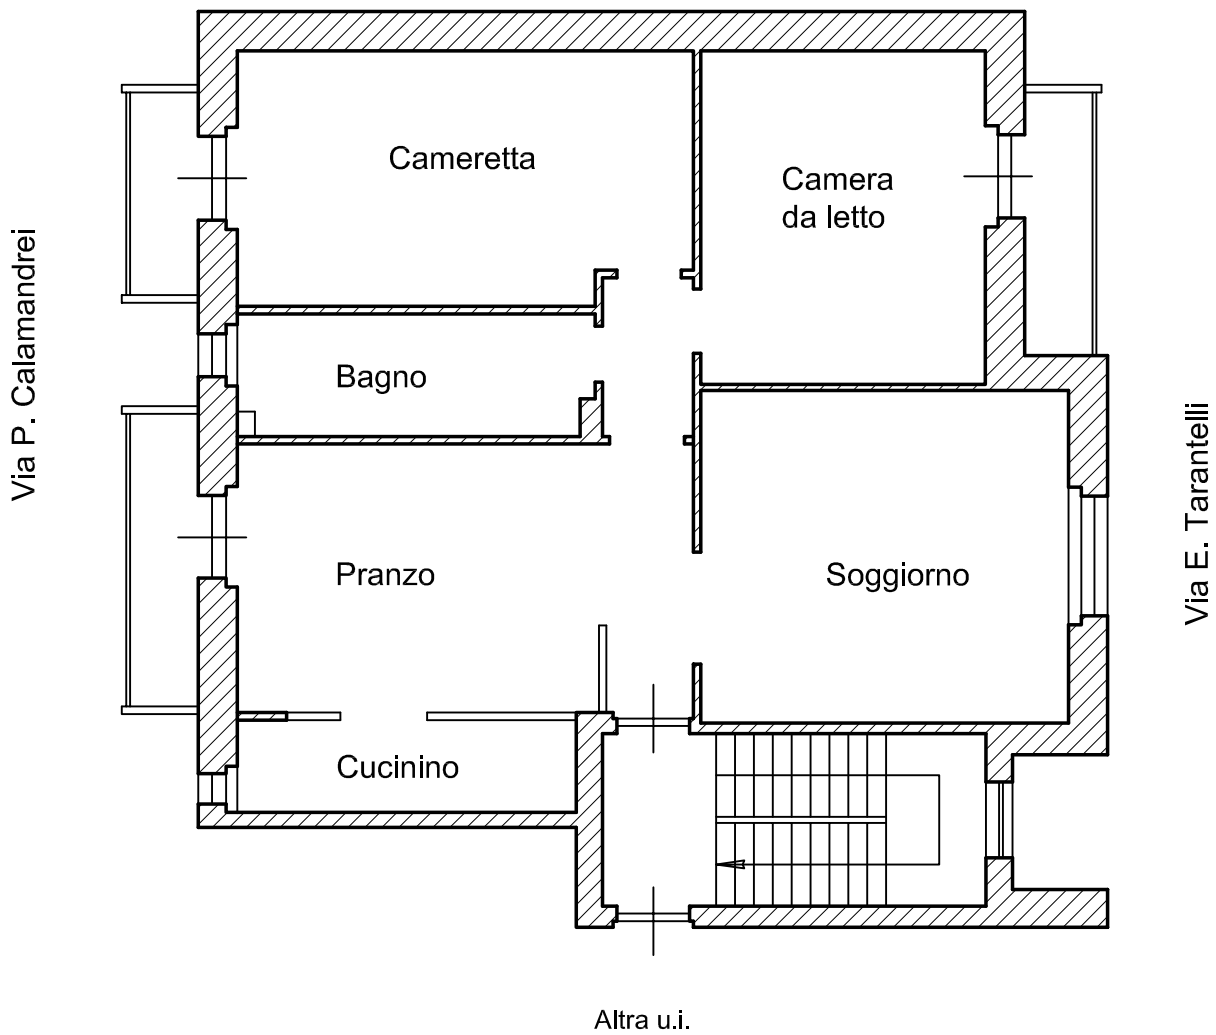 Cameretta
Camera
da letto
Via P. Calamandrei
Bagno
Via E. Tarantelli
Pranzo
Soggiorno
Cucinino
Altra u.i.